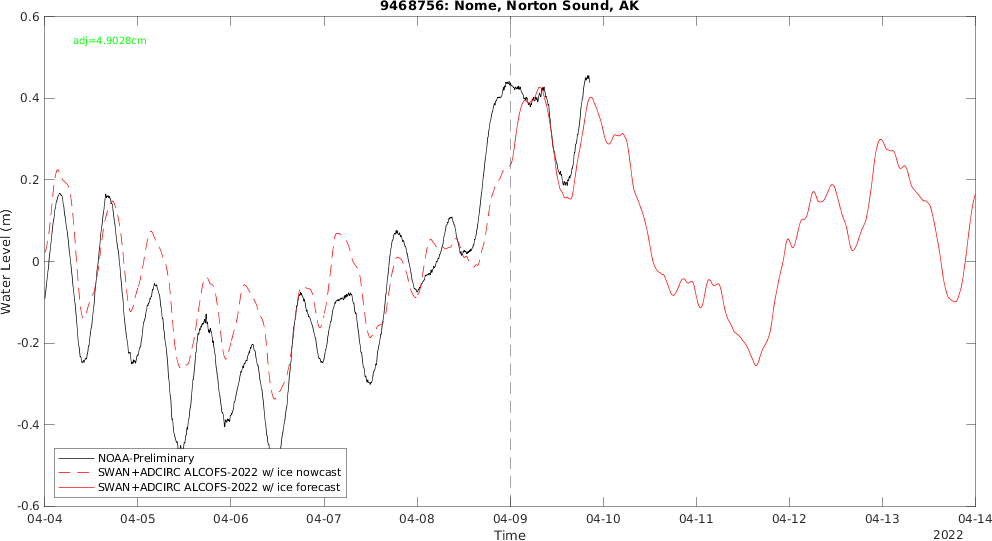 9468756: Nome, Norton Sound, AK
adj=4.9028cm
Water Level (m)
0.6
0.4
0.2
0
-0.2
-0.4
-0.6
NOAA-Preliminary
SWAN+ADCIRC ALCOFS-2022 w/ ice nowcast
SWAN+ADCIRC ALCOFS-2022 w/ ice forecast
04-04 04-05 04-06 04-07 04-08 04-09 04-10 04-11 04-12 04-13 04-14
Time
2022